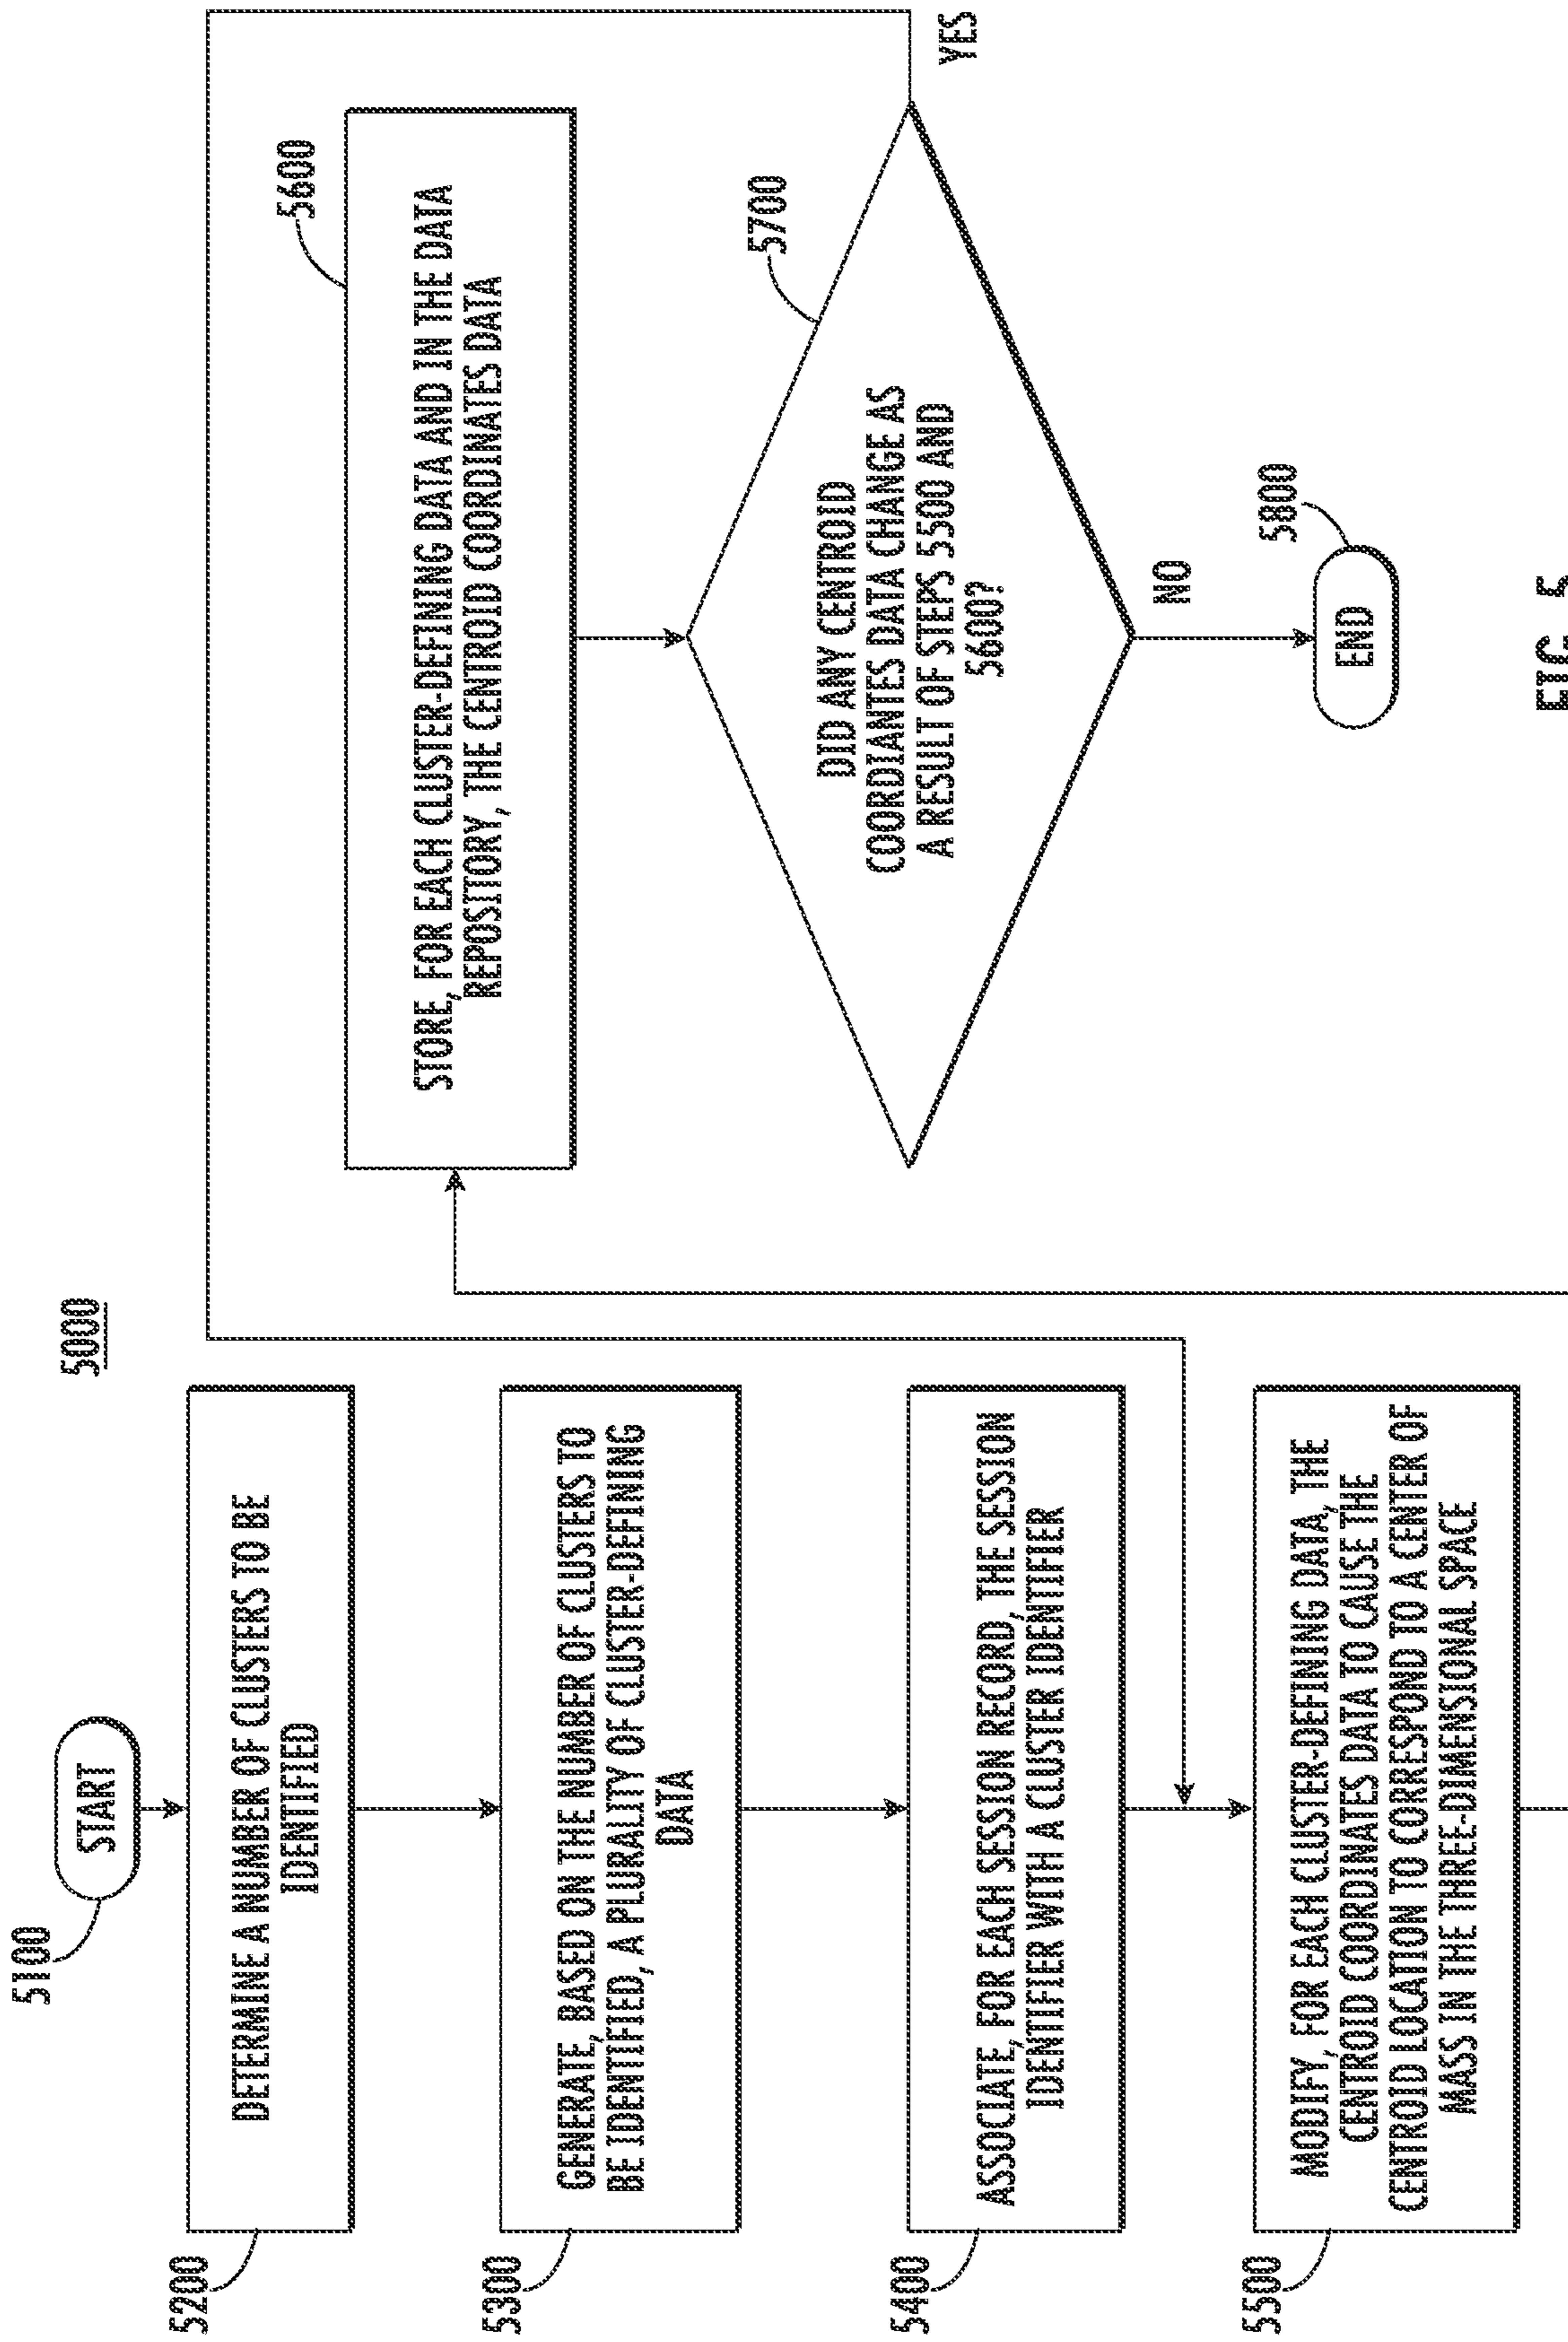 5000
5100
START
5200
DETERMINE A NUMBER OF CLUSTERS TO BE
IDENTIFIED
5300
GENERATE, BASED ON THE NUMBER OF CLUSTERS TO
BE IDENTIFIED, A PLURALITY OF CLUSTER-DEFINING
DATA
5400
ASSOCIATE, FOR EACH SESSION RECORD, THE SESSION
IDENTIFIER WITH A CLUSTER IDENTIFIER
5500
MODIFY, FOR EACH CLUSTER-DEFINING DATA, THE
CENTROID COORDINATES DATA TO CAUSE THE
CENTROID LOCATION TO CORRESPOND TO A CENTER OF
MASS IN THE THREE-DIMENSIONAL SPACE
5600
STORE, FOR EACH CLUSTER-DEFINING DATA AND IN THE DATA
REPOSITORY, THE CENTROID COORDINATES DATA
5700
DID ANY CENTROID
COORDIANTES DATA CHANGE AS
A RESULT OF STEPS 5500 AND
5600?
YES
NO
5800
END
FIG. 5